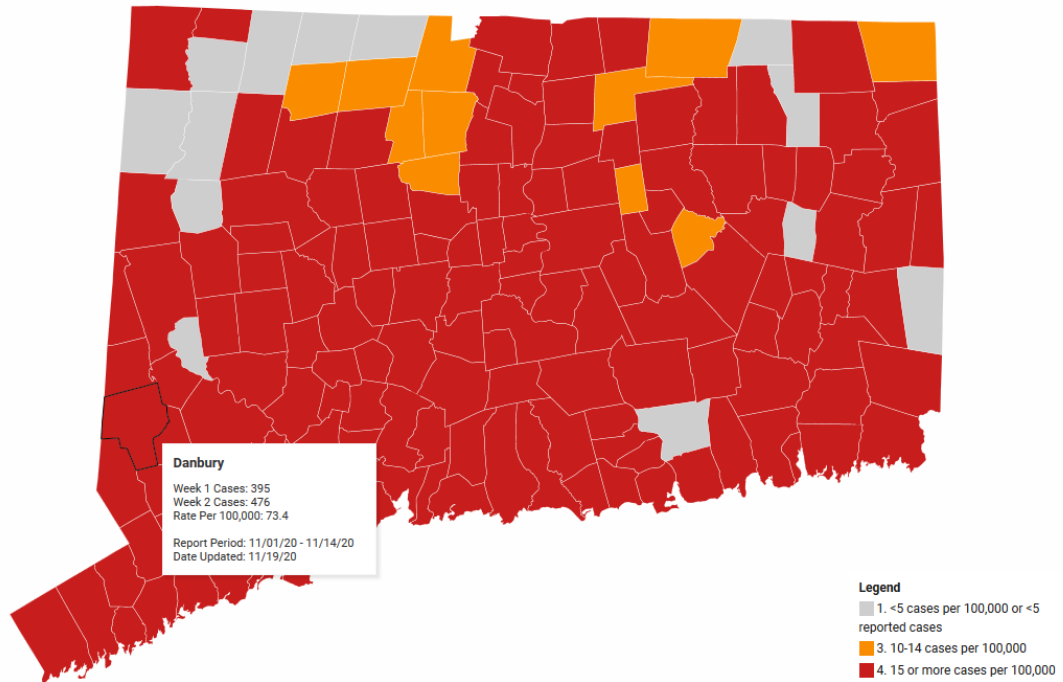 Danbury
Week 1 Cases: 395
Week 2 Cases: 476
Rate Per 100,000: 73.4
Report Period: 11/01/20 - 11/14/20
Date Updated: 11/19/20
Legend
1. <5 cases per 100,000 or <5
reported cases
3. 10-14 cases per 100,000
4. 15 or more cases per 100,000